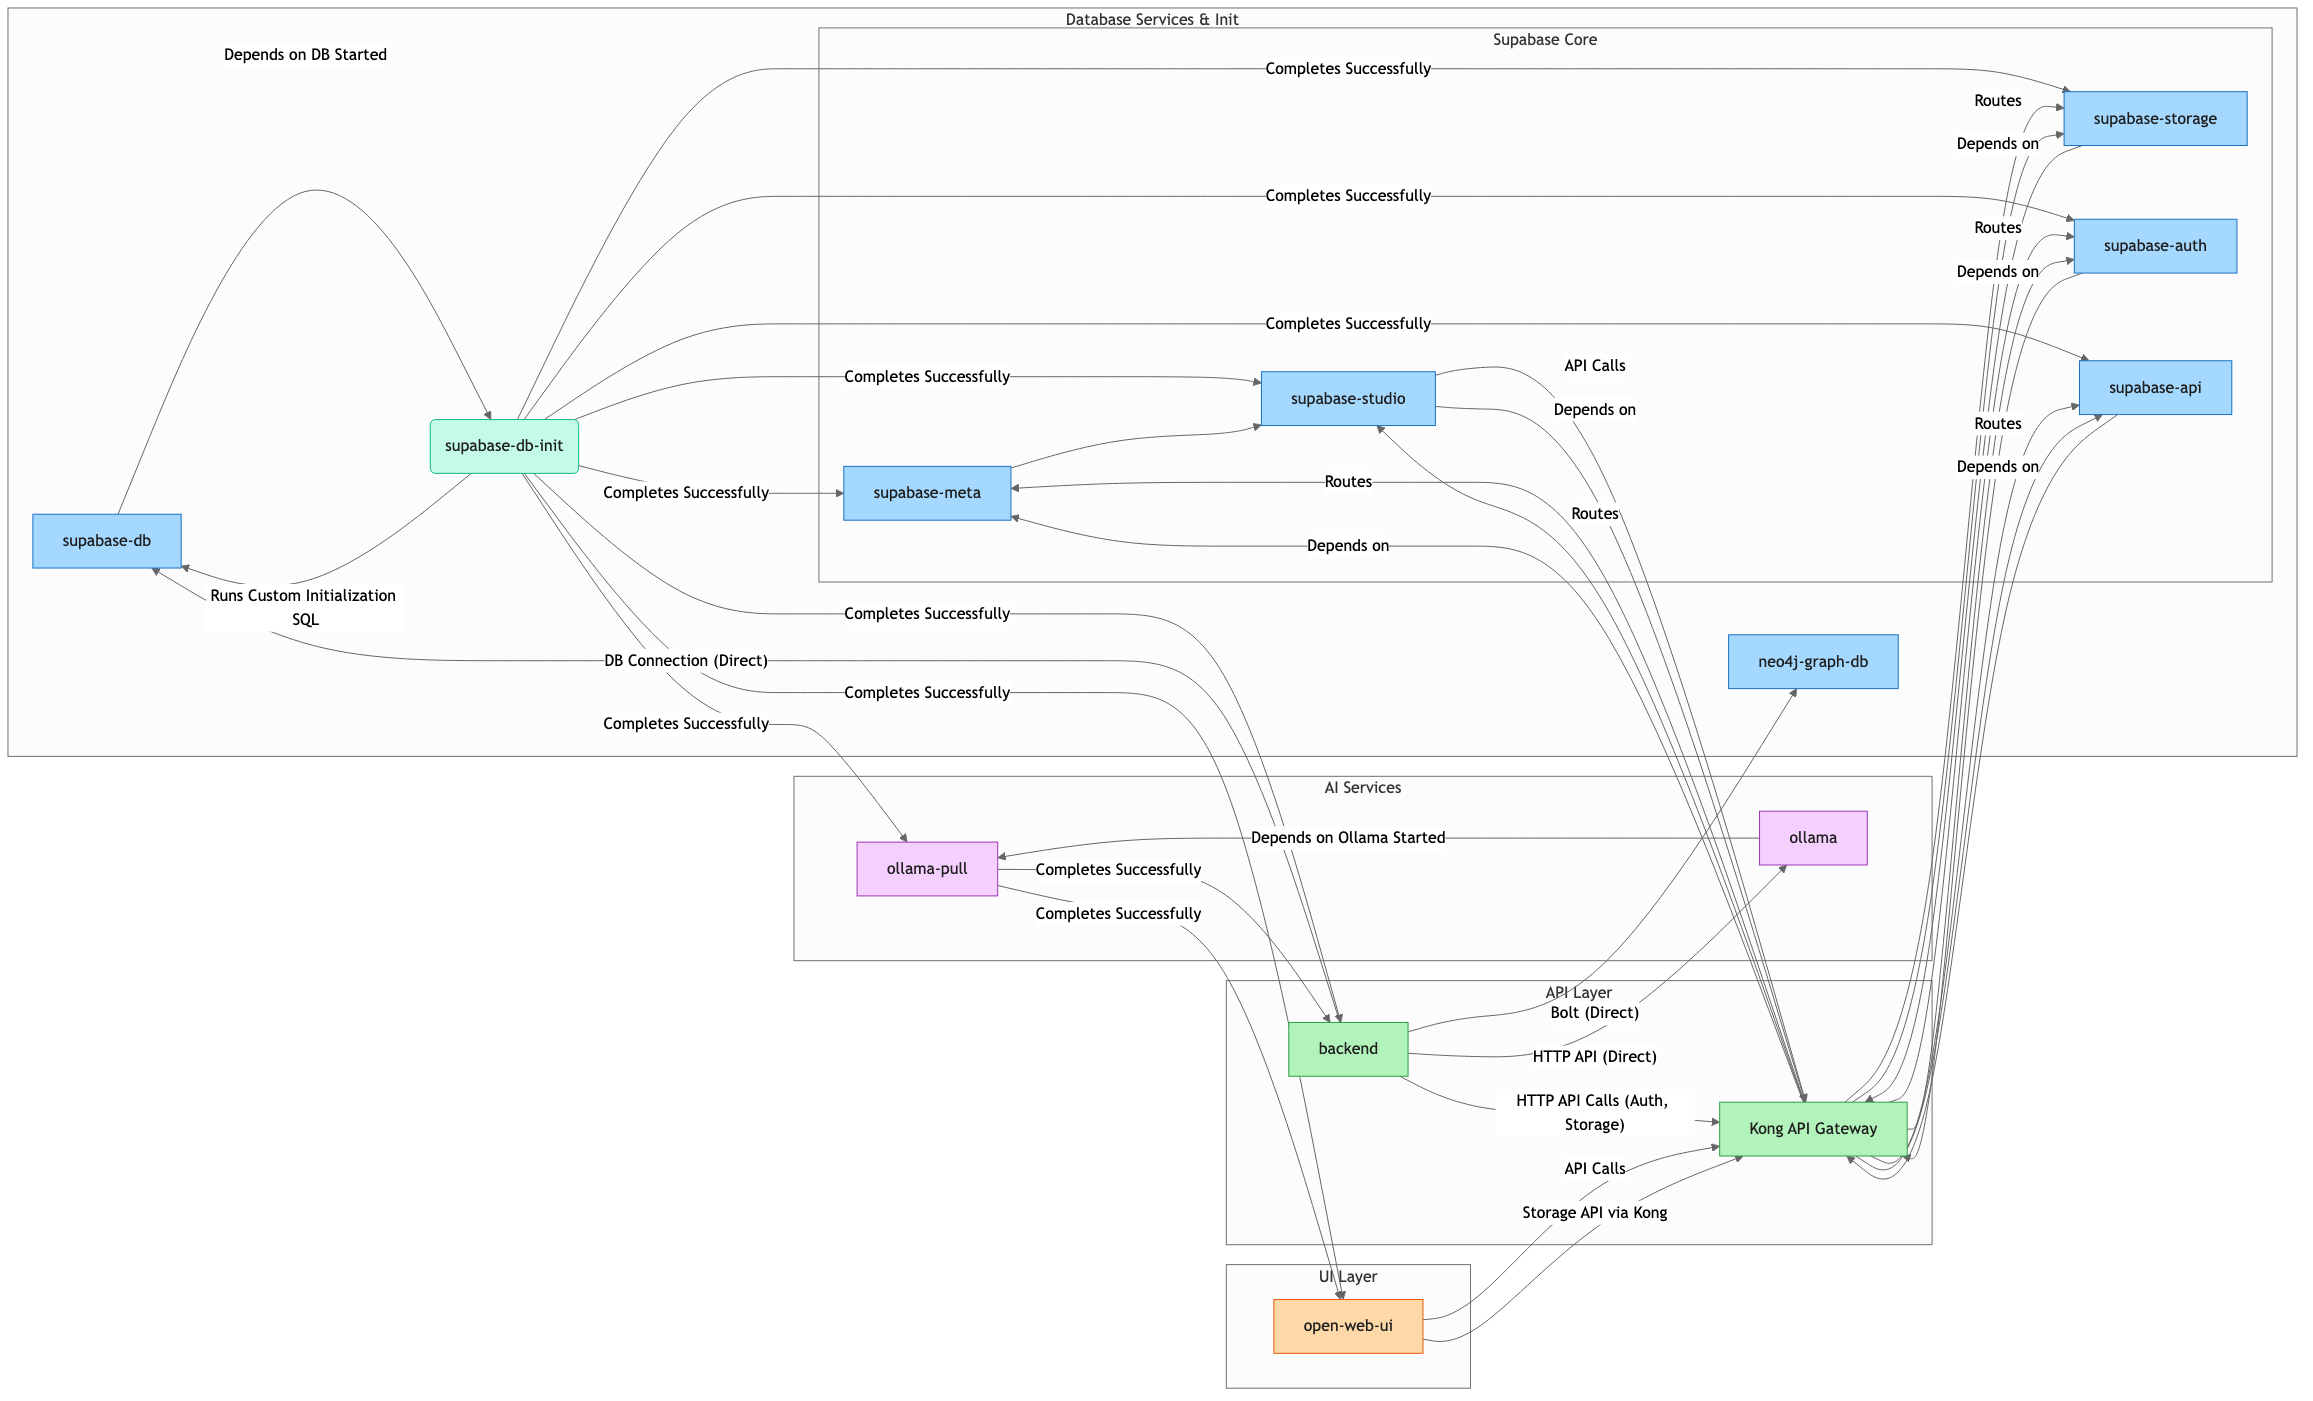 Database Services & Init
Supabase Core
Depends on DB Started
Completes Successfully
Routes
supabase-storage
Depends on
Completes Successfully
Routes
supabase-auth
Depends on
Completes Successfully
API Calls
Completes Successfully
supabase-studio
supabase-api
Depends on
Routes
supabase-db-init
Depends on
Routes
Completes Successfully
supabase-meta
Routes
supabase-db
Depends on
Runs Custom Initialization
SQL
Completes Successfully
DB Connection (Direct)
neo4j-graph-db
Completes Successfully
Completes Successfully
AI Services
Depends on Ollama Started
ollama
ollama-pull
Completes Successfully
Completes Successfully
API Layer
Bolt (Direct)
backend
HTTP API (Direct)
HTTP API Calls (Auth,
Storage)
Kong API Gateway
API Calls
Storage API via Kong
UI Layer
open-web-ui